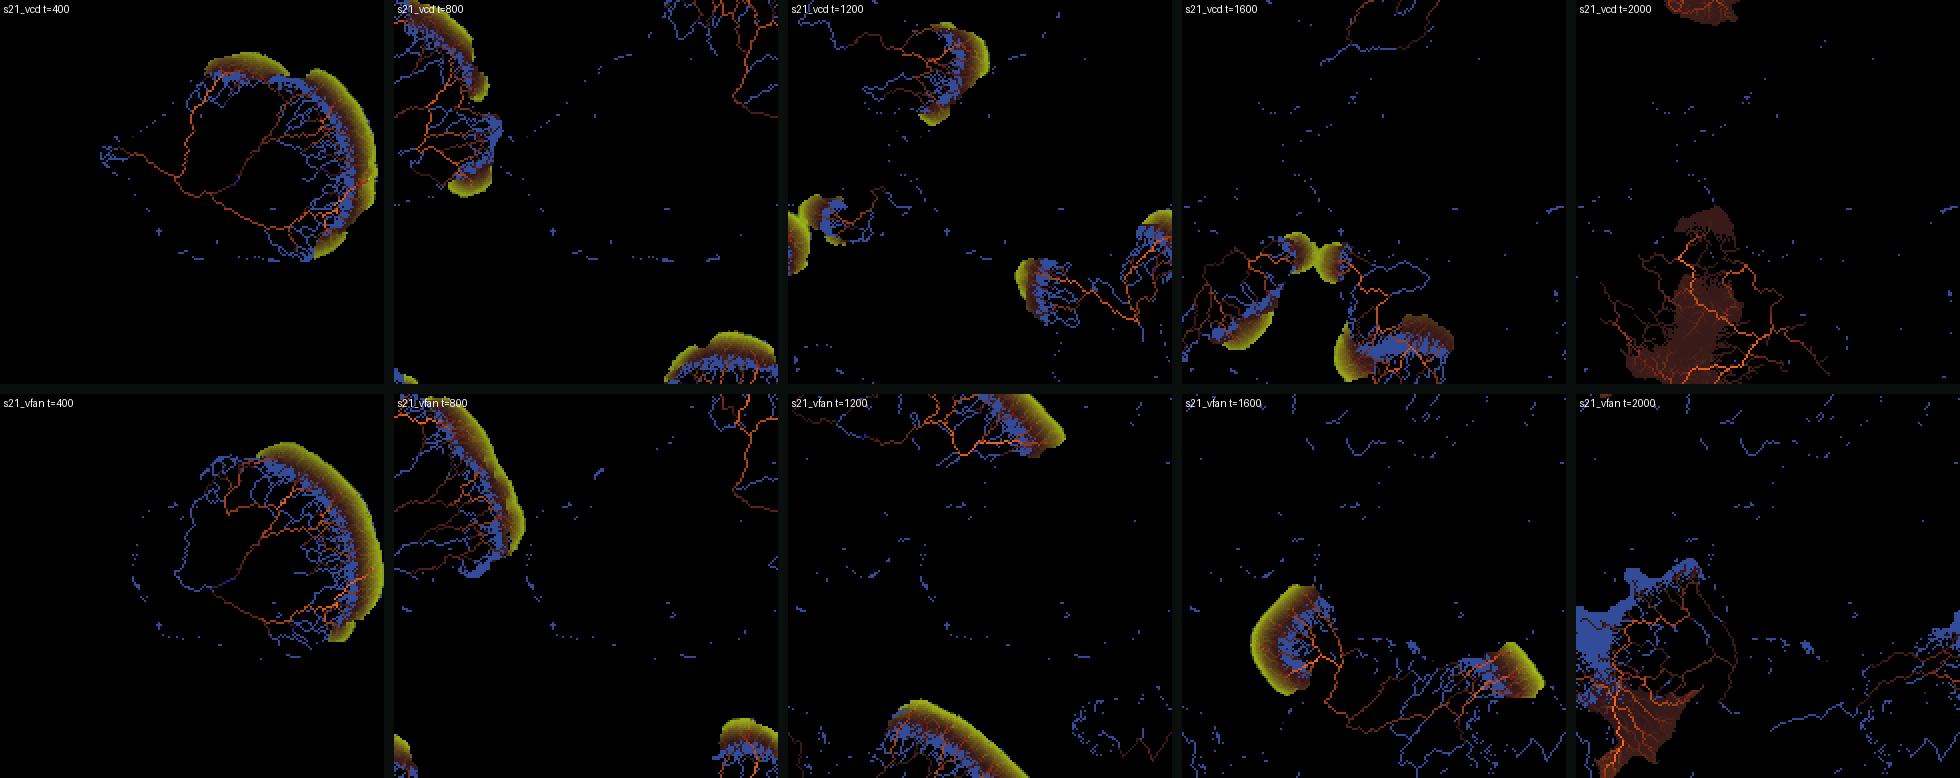 s21_vcd t=400
s21_vcd t=800
s21_vcd t=1200
s21_vcd t=1600
s21_vcd t=2000
s21_vfan t=400
s21_vfan t=800
s21_vfan t=1200
s21_vfan t=1600
s21_vfan t=2000